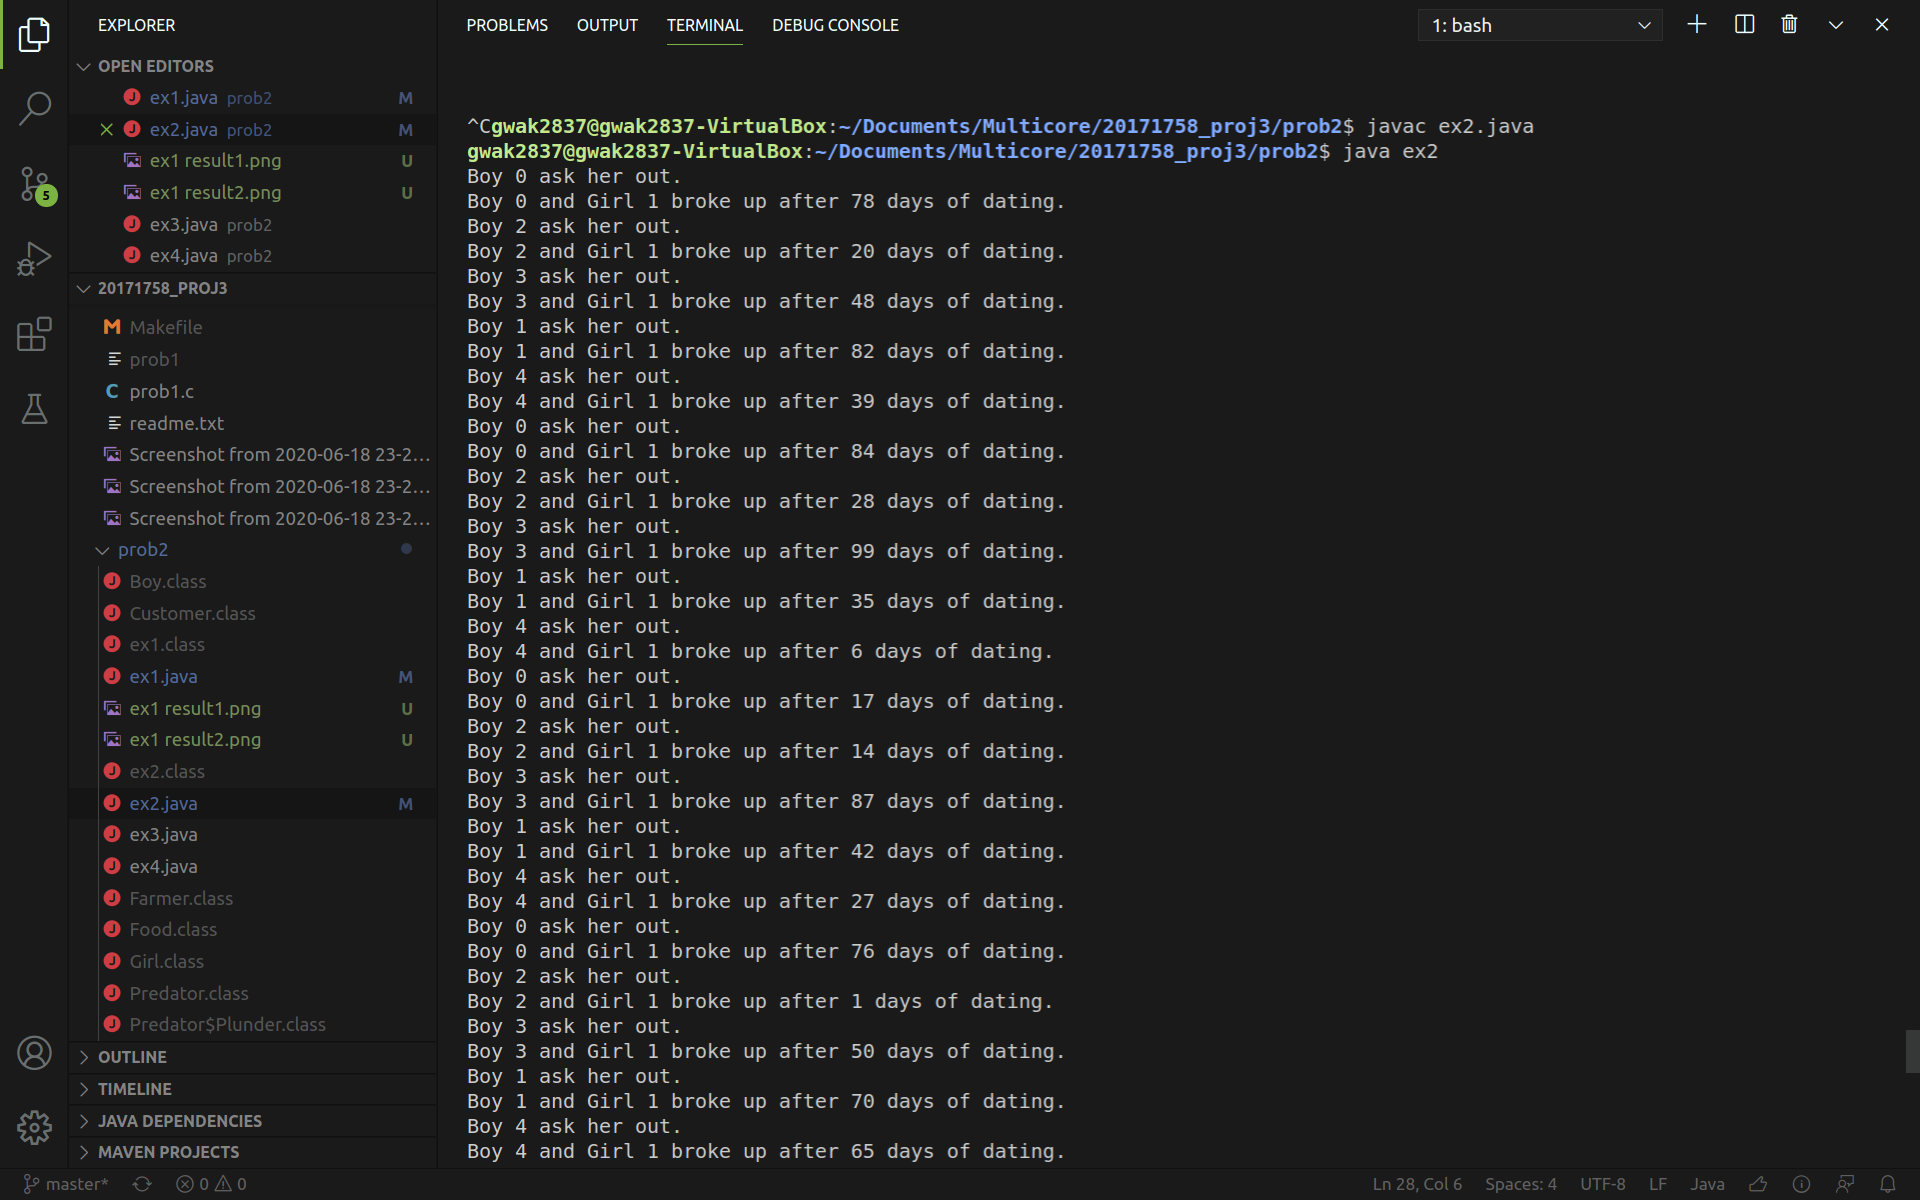 EXPLORER
OPEN EDITORS
ex1.java prob2 M
ex2.java prob2 M
ex1 result1.png U
ex1 result2.png U
ex3.java prob2
ex4.java prob2
20171758_PROJ3
Makefile
prob1
prob1.c
readme.txt
Screenshot from 2020-06-18 23-2...
Screenshot from 2020-06-18 23-2...
Screenshot from 2020-06-18 23-2...
prob2
Boy.class
Customer.class
ex1.class
ex1.java M
ex1 result1.png U
ex1 result2.png U
ex2.class
ex2.java M
ex3.java
ex4.java
Farmer.class
Food.class
Girl.class
Predator.class
Predator$Plunder.class
OUTLINE
TIMELINE
JAVA DEPENDENCIES
MAVEN PROJECTS
5
PROBLEMS OUTPUT TERMINAL DEBUG CONSOLE 1: bash
^Cgwak2837@gwak2837-VirtualBox:~/Documents/Multicore/20171758_proj3/prob2$ javac ex2.java
gwak2837@gwak2837-VirtualBox:~/Documents/Multicore/20171758_proj3/prob2$ java ex2
Boy 0 ask her out.
Boy 0 and Girl 1 broke up after 78 days of dating.
Boy 2 ask her out.
Boy 2 and Girl 1 broke up after 20 days of dating.
Boy 3 ask her out.
Boy 3 and Girl 1 broke up after 48 days of dating.
Boy 1 ask her out.
Boy 1 and Girl 1 broke up after 82 days of dating.
Boy 4 ask her out.
Boy 4 and Girl 1 broke up after 39 days of dating.
Boy 0 ask her out.
Boy 0 and Girl 1 broke up after 84 days of dating.
Boy 2 ask her out.
Boy 2 and Girl 1 broke up after 28 days of dating.
Boy 3 ask her out.
Boy 3 and Girl 1 broke up after 99 days of dating.
Boy 1 ask her out.
Boy 1 and Girl 1 broke up after 35 days of dating.
Boy 4 ask her out.
Boy 4 and Girl 1 broke up after 6 days of dating.
Boy 0 ask her out.
Boy 0 and Girl 1 broke up after 17 days of dating.
Boy 2 ask her out.
Boy 2 and Girl 1 broke up after 14 days of dating.
Boy 3 ask her out.
Boy 3 and Girl 1 broke up after 87 days of dating.
Boy 1 ask her out.
Boy 1 and Girl 1 broke up after 42 days of dating.
Boy 4 ask her out.
Boy 4 and Girl 1 broke up after 27 days of dating.
Boy 0 ask her out.
Boy 0 and Girl 1 broke up after 76 days of dating.
Boy 2 ask her out.
Boy 2 and Girl 1 broke up after 1 days of dating.
Boy 3 ask her out.
Boy 3 and Girl 1 broke up after 50 days of dating.
Boy 1 ask her out.
Boy 1 and Girl 1 broke up after 70 days of dating.
Boy 4 ask her out.
Boy 4 and Girl 1 broke up after 65 days of dating.
master* 0 0 Ln 28, Col 6 Spaces: 4 UTF-8 LF Java